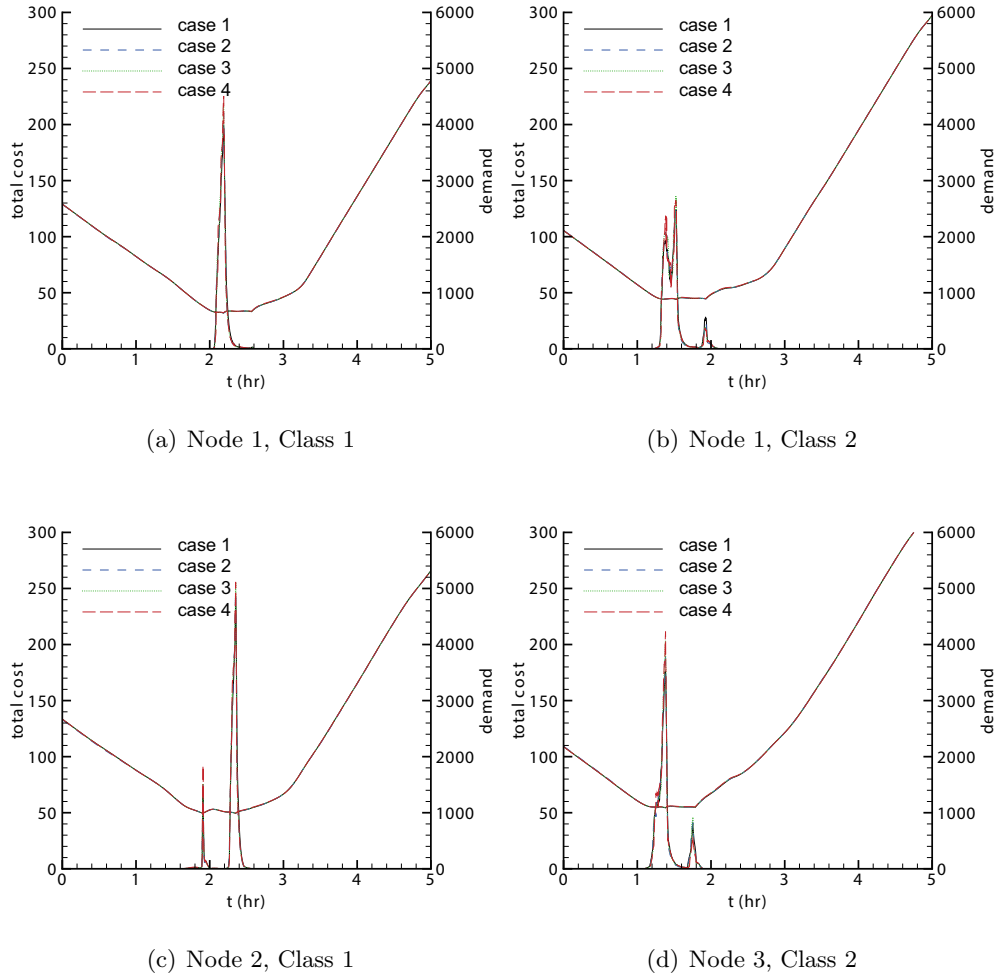 case 1
case 2
case 3
case 4
total cost
demand
0 50 100 150 200 250 300
0 1000 2000 3000 4000 5000 6000
0 1 2 3 4 5
t (hr)
(a) Node 1, Class 1
case 1
case 2
case 3
case 4
total cost
demand
0 50 100 150 200 250 300
0 1000 2000 3000 4000 5000 6000
0 1 2 3 4 5
t (hr)
(b) Node 1, Class 2
case 1
case 2
case 3
case 4
total cost
demand
0 50 100 150 200 250 300
0 1000 2000 3000 4000 5000 6000
0 1 2 3 4 5
t (hr)
(c) Node 2, Class 1
case 1
case 2
case 3
case 4
total cost
demand
0 50 100 150 200 250 300
0 1000 2000 3000 4000 5000 6000
0 1 2 3 4 5
t (hr)
(d) Node 3, Class 2